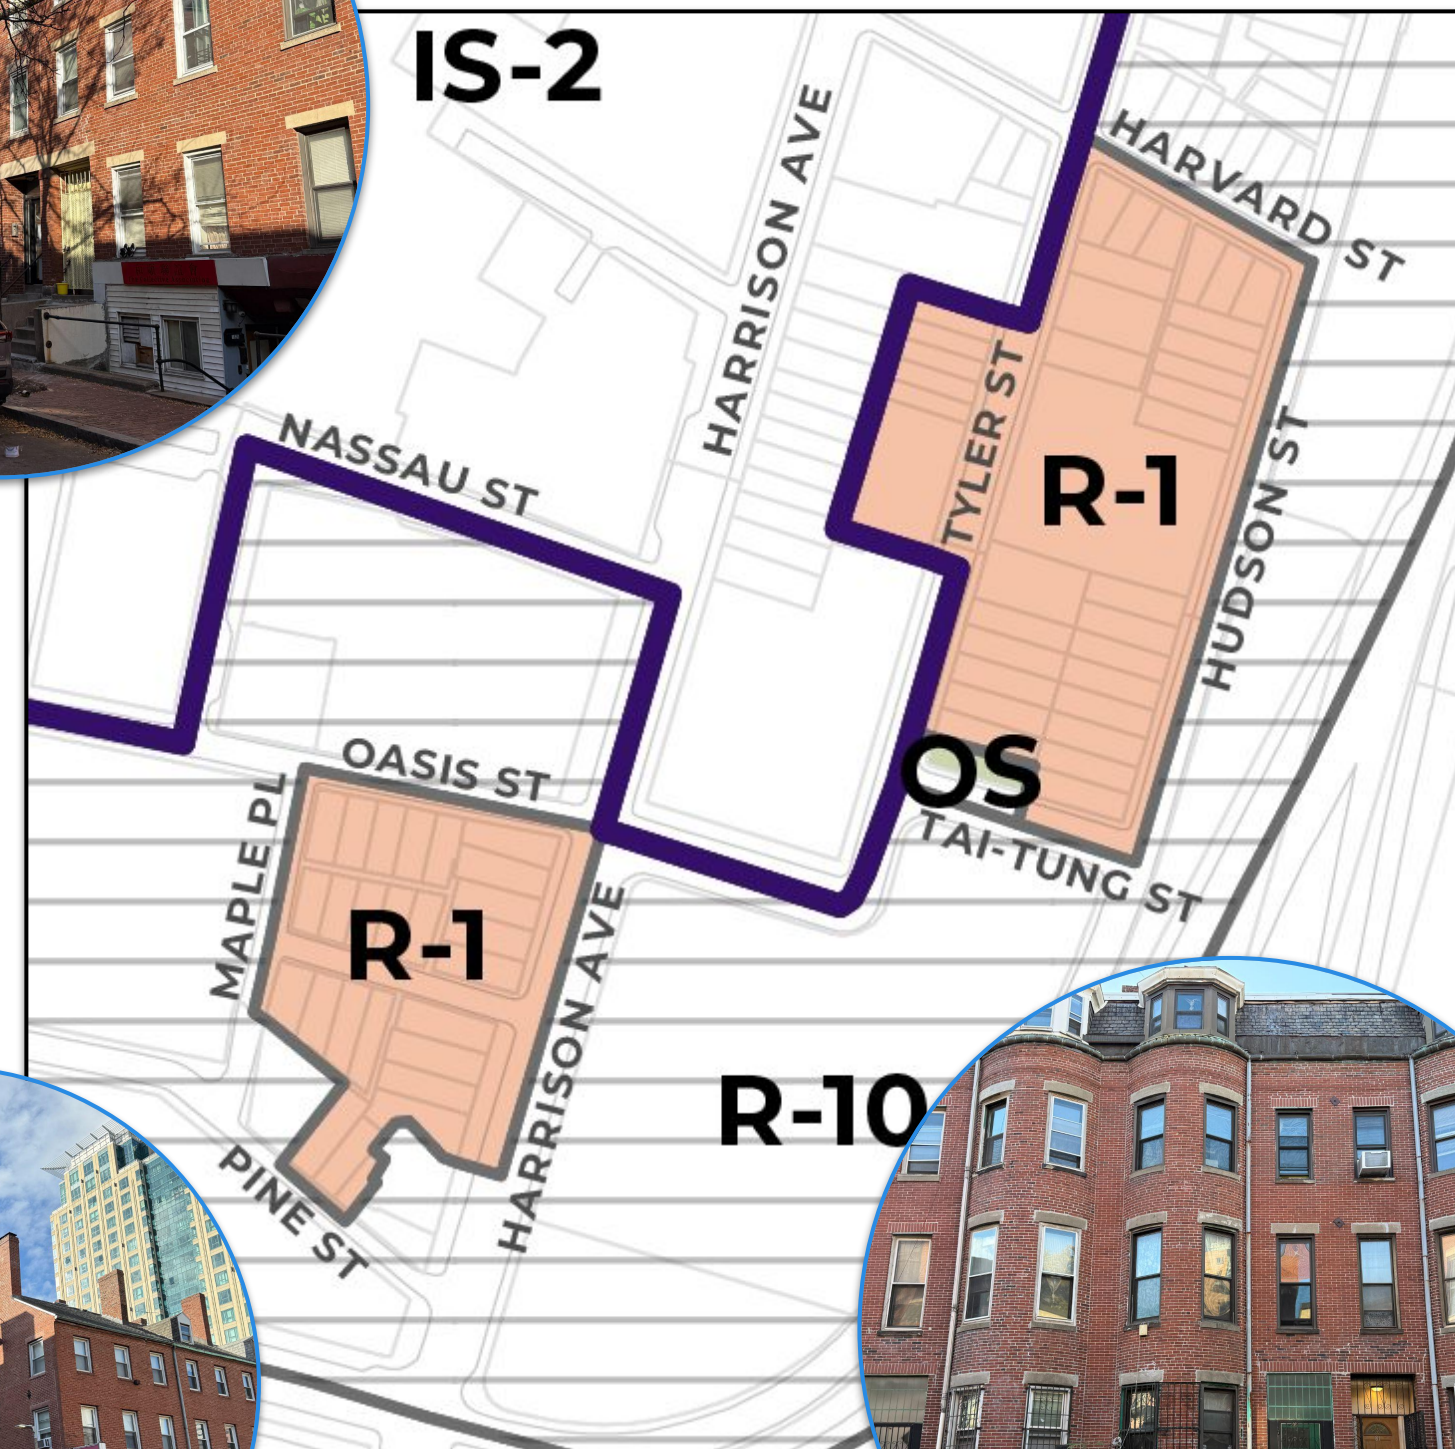 IS-2
HARRISON AVE
HARVARD ST
NASSAU ST
TYLER ST
R-1
HUDSON ST
OASIS ST
OS
TAI-TUNG ST
MAPLE PL
R-1
HARRISON AVE
R-10
PINE ST